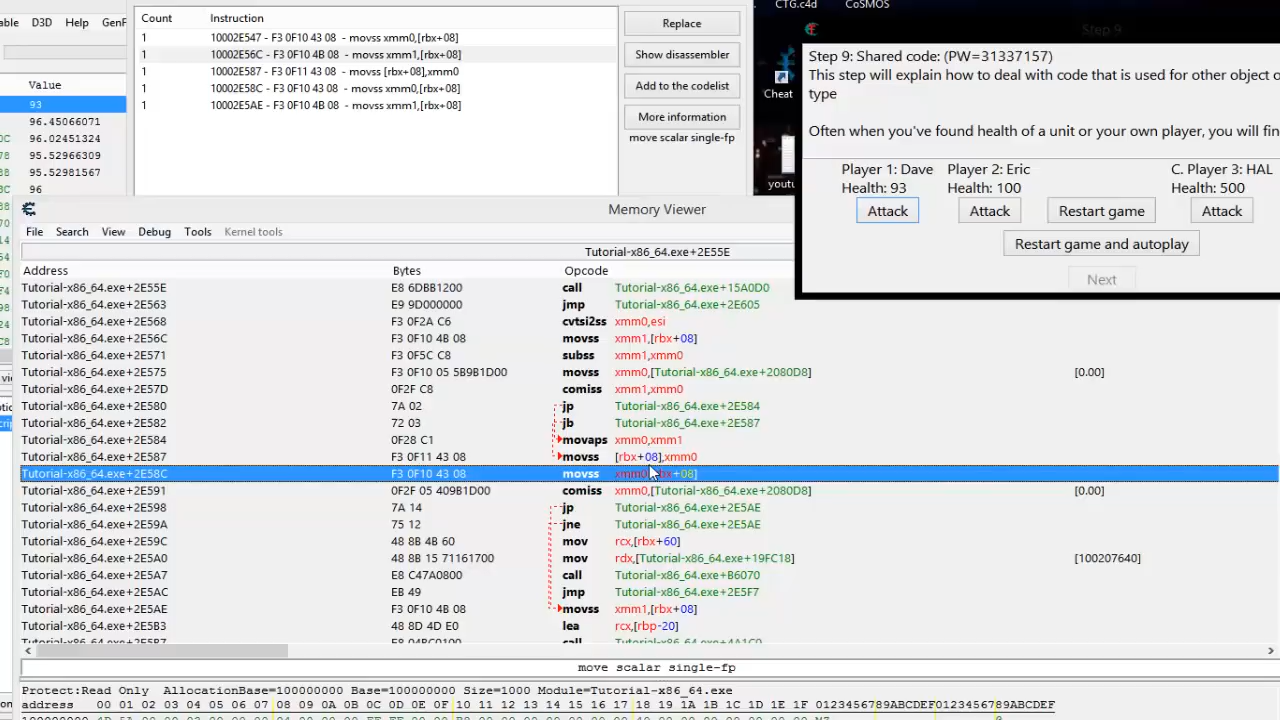 able D3D Help GenF
Value
93
96.45066071
0C 96.02451324
78 95.52966309
95.52981567
8C 96
Count Instruction
1 10002E547 - F3 0F10 43 08 - movss xmm0,[rbx+08]
1 10002E56C - F3 0F10 4B 08 - movss xmm1,[rbx+08]
1 10002E587 - F3 0F11 43 08 - movss [rbx+08],xmm0
1 10002E58C - F3 0F10 43 08 - movss xmm0,[rbx+08]
1 10002E5AE - F3 0F10 4B 08 - movss xmm1,[rbx+08]
Replace
Show disassembler
Add to the codelist
More information
move scalar single-fp
CTG.c4d CoSMOS
Cheat
youtu
Step 9
Step 9: Shared code: (PW=31337157)
This step will explain how to deal with code that is used for other object o
type
Often when you've found health of a unit or your own player, you will fin
Player 1: Dave Player 2: Eric C. Player 3: HAL
Health: 93 Health: 100 Health: 500
Attack Attack Restart game Attack
Restart game and autoplay
Next
Memory Viewer
File Search View Debug Tools Kernel tools
Tutorial-x86_64.exe+2E55E
Address Bytes Opcode
Tutorial-x86_64.exe+2E55E E8 6DBB1200 call Tutorial-x86_64.exe+15A0D0
Tutorial-x86_64.exe+2E563 E9 9D000000 jmp Tutorial-x86_64.exe+2E605
Tutorial-x86_64.exe+2E568 F3 0F2A C6 cvtsi2ss xmm0,esi
Tutorial-x86_64.exe+2E56C F3 0F10 4B 08 movss xmm1,[rbx+08]
Tutorial-x86_64.exe+2E571 F3 0F5C C8 subss xmm1,xmm0
Tutorial-x86_64.exe+2E575 F3 0F10 05 5B9B1D00 movss xmm0,[Tutorial-x86_64.exe+2080D8] [0.00]
Tutorial-x86_64.exe+2E57D 0F2F C8 comiss xmm1,xmm0
Tutorial-x86_64.exe+2E580 7A 02 jp Tutorial-x86_64.exe+2E584
Tutorial-x86_64.exe+2E582 72 03 jb Tutorial-x86_64.exe+2E587
Tutorial-x86_64.exe+2E584 0F28 C1 movaps xmm0,xmm1
Tutorial-x86_64.exe+2E587 F3 0F11 43 08 movss [rbx+08],xmm0
Tutorial-x86_64.exe+2E58C F3 0F10 43 08 movss xmm0,[rbx+08]
Tutorial-x86_64.exe+2E591 0F2F 05 409B1D00 comiss xmm0,[Tutorial-x86_64.exe+2080D8] [0.00]
Tutorial-x86_64.exe+2E598 7A 14 jp Tutorial-x86_64.exe+2E5AE
Tutorial-x86_64.exe+2E59A 75 12 jne Tutorial-x86_64.exe+2E5AE
Tutorial-x86_64.exe+2E59C 48 8B 4B 60 mov rcx,[rbx+60]
Tutorial-x86_64.exe+2E5A0 48 8B 15 71161700 mov rdx,[Tutorial-x86_64.exe+19FC18] [100207640]
Tutorial-x86_64.exe+2E5A7 E8 C47A0800 call Tutorial-x86_64.exe+B6070
Tutorial-x86_64.exe+2E5AC EB 49 jmp Tutorial-x86_64.exe+2E5F7
Tutorial-x86_64.exe+2E5AE F3 0F10 4B 08 movss xmm1,[rbx+08]
Tutorial-x86_64.exe+2E5B3 48 8D 4D E0 lea rcx,[rbp-20]
Tutorial-x86_64.exe+2E5B7 E8 04BC0100 call Tutorial-x86_64.exe+4A1C0
move scalar single-fp
Protect:Read Only AllocationBase=100000000 Base=100000000 Size=1000 Module=Tutorial-x86_64.exe
address 00 01 02 03 04 05 06 07 08 09 0A 0B 0C 0D 0E 0F 10 11 12 13 14 15 16 17 18 19 1A 1B 1C 1D 1E 1F 0123456789ABCDEF0123456789ABCDEF